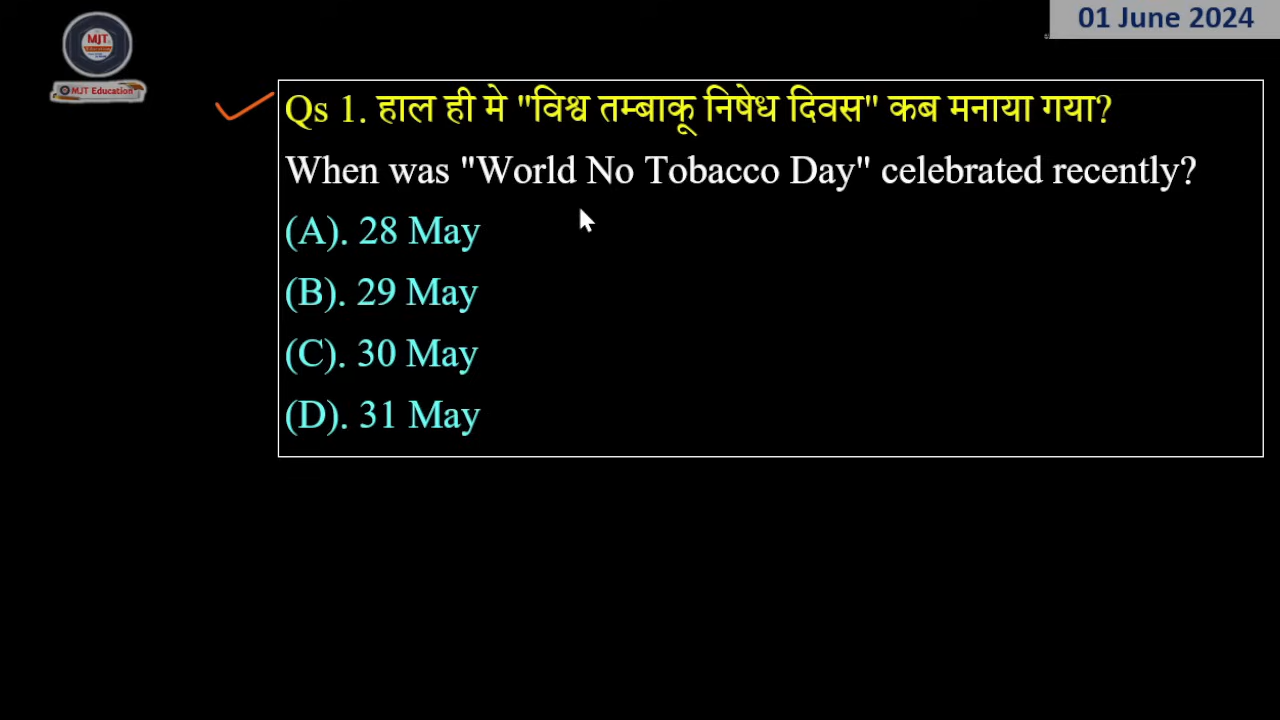 01 June 2024
MJT
MJT Education
Qs 1. हाल ही मे "विश्व तम्बाकू निषेध दिवस" कब मनाया गया?
When was "World No Tobacco Day" celebrated recently?
(A). 28 May
(B). 29 May
(C). 30 May
(D). 31 May